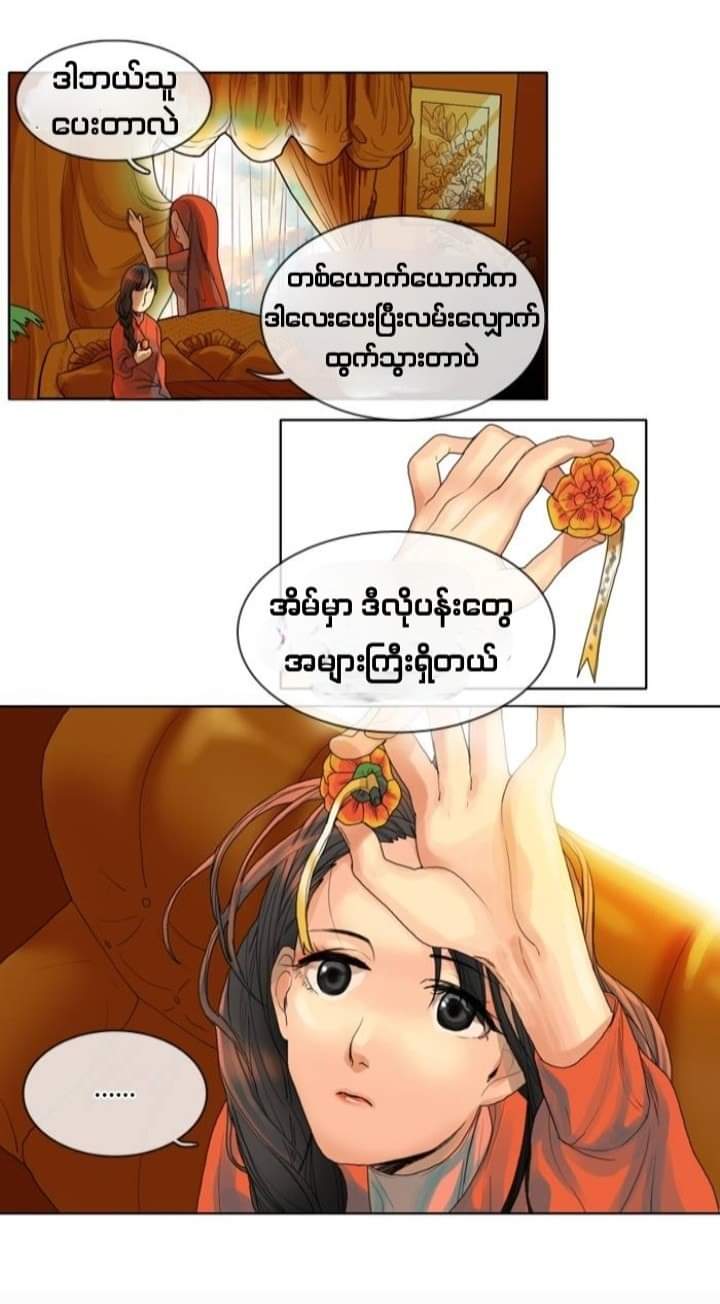 ဒါဘယ်သူ
ပေးတာလဲ
တစ်ယောက်ယောက်က
ဒါလေးပေးပြီးလမ်းလျှောက်
ထွက်သွားတာပဲ
အိမ်မှာ ဒီလိုပန်းတွေ
အများကြီးရှိတယ်
......